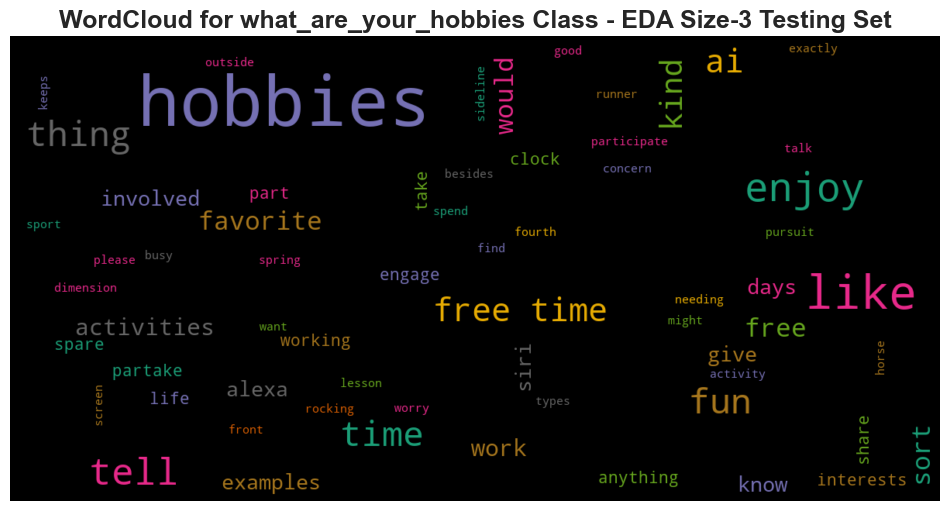 WordCloud for what_are_your_hobbies Class - EDA Size-3 Testing Set
good
exactly
outside
ai
keeps
hobbies
sideline
would
kind
runner
thing
participate
talk
clock
concern
besides
take
enjoy
involved
part
favorite
spend
sport
fourth
pursuit
find
please
busy
spring
engage
dimension
days
like
needing
free time
might
activities
want
free
spare
working
siri
give
horse
partake
activity
alexa
lesson
screen
life
types
fun
rocking
worry
front
time
share
sort
work
tell
examples
anything
know
interests